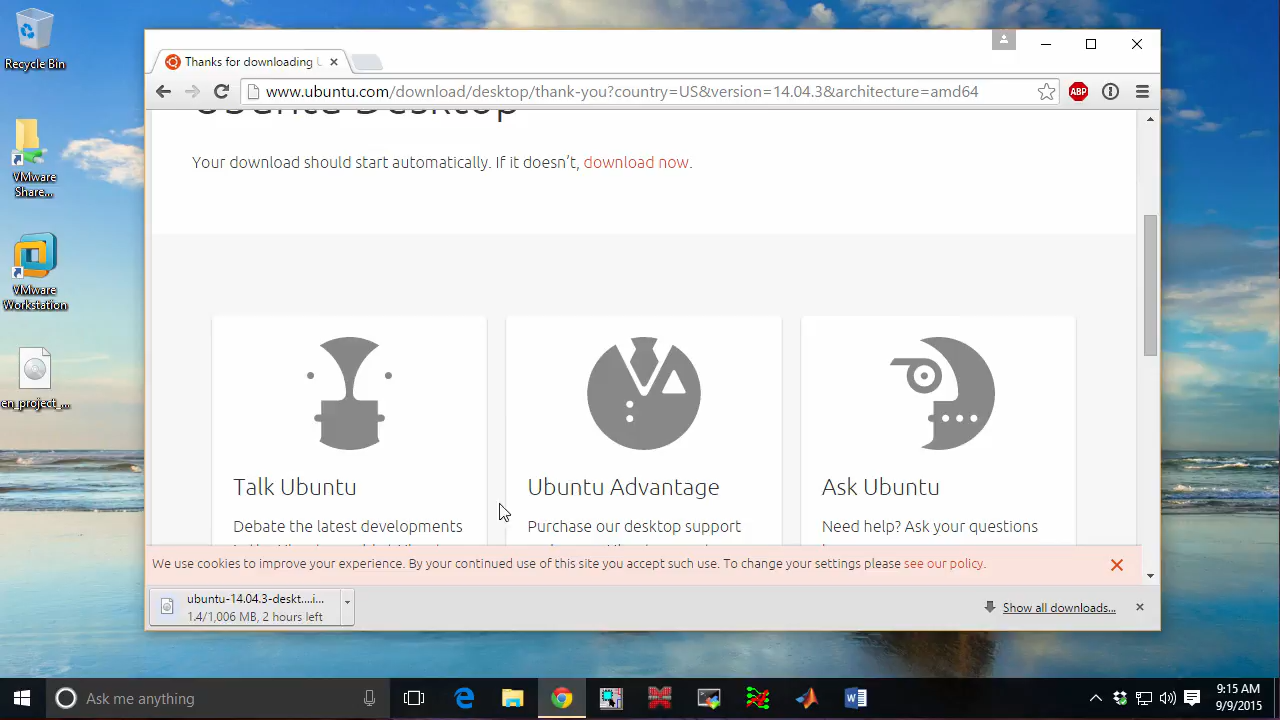 Recycle Bin
VMware
Share...
VMware
Workstation
en_project_...
Thanks for downloading U
www.ubuntu.com/download/desktop/thank-you?country=US&version=14.04.3&architecture=amd64
ABP
Ubuntu Desktop
Your download should start automatically. If it doesn’t, download now.
Talk Ubuntu
Debate the latest developments
Ubuntu Advantage
Purchase our desktop support
Ask Ubuntu
Need help? Ask your questions
We use cookies to improve your experience. By your continued use of this site you accept such use. To change your settings please see our policy.
ubuntu-14.04.3-deskt....i...
1.4/1,006 MB, 2 hours left
Show all downloads...
Ask me anything
9:15 AM
9/9/2015